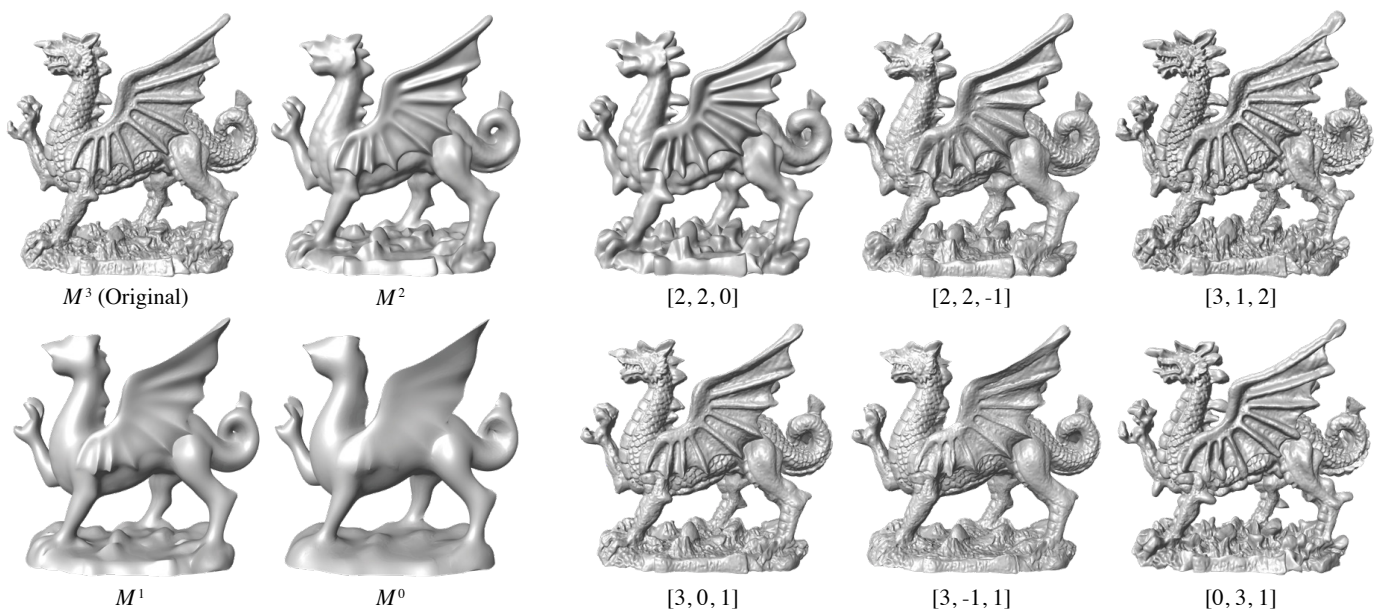 M³ (Original) M² [2, 2, 0] [2, 2, -1] [3, 1, 2]
M¹ M⁰ [3, 0, 1] [3, -1, 1] [0, 3, 1]